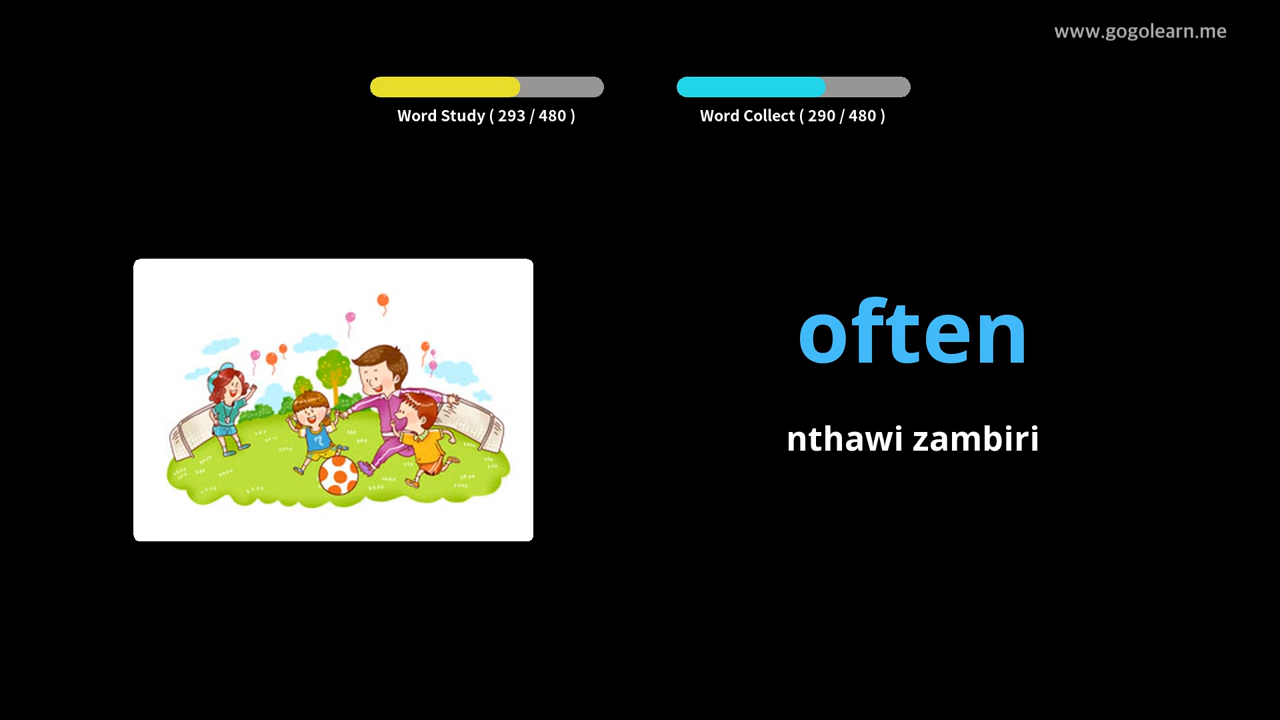 www.gogolearn.me
Word Study ( 293 / 480 )
Word Collect ( 290 / 480 )
often
nthawi zambiri